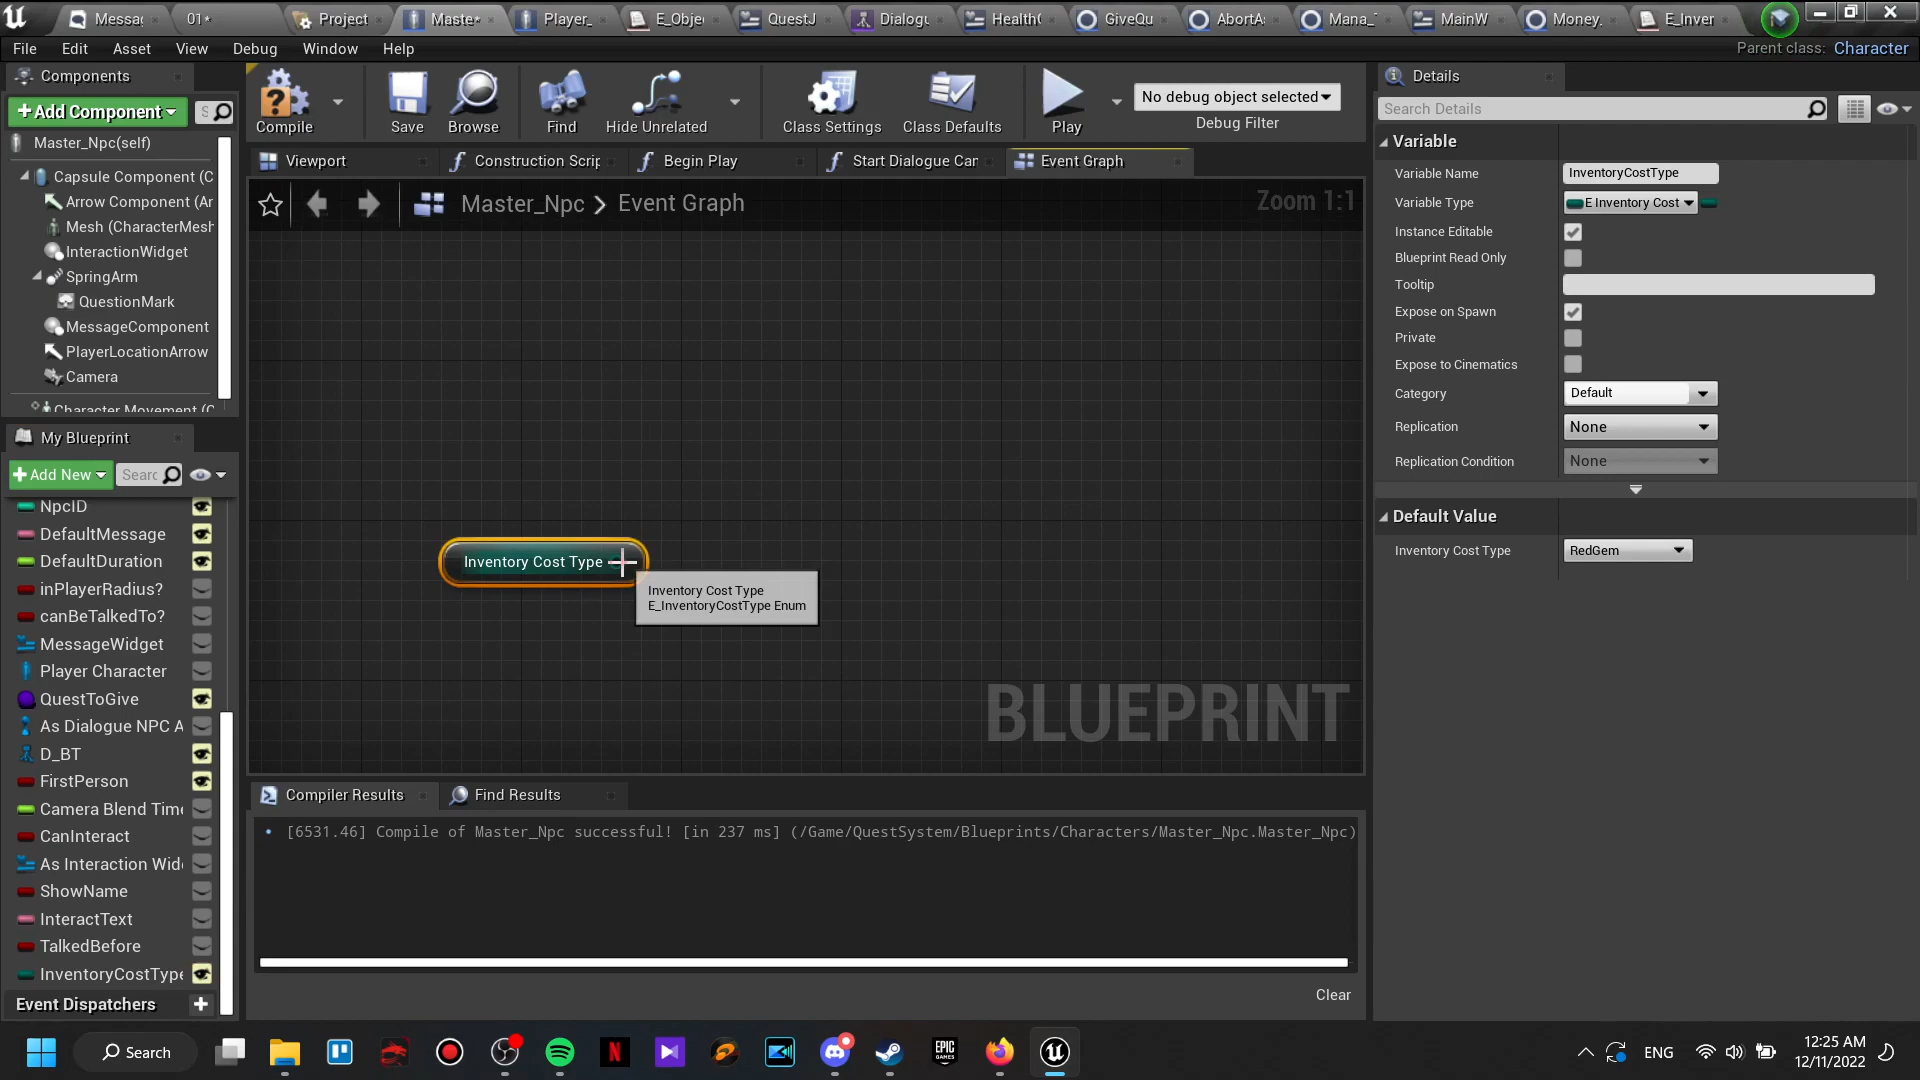 Messag
01*
Project
Maste*
Player_
E_Objec
QuestJ
Dialogu
Health
GiveQu
AbortA
Mana_
MainW
Money.
E_Inver
File Edit Asset View Debug Window Help
Parent class: Character
Components
Add Component
Master_Npc(self)
Capsule Component (C
Arrow Component (Ar
Mesh (CharacterMesh
InteractionWidget
SpringArm
QuestionMark
MessageComponent
PlayerLocationArrow
Camera
Character Movement (C
My Blueprint
Add New
Searc
NpcID
DefaultMessage
DefaultDuration
inPlayerRadius?
canBeTalkedTo?
MessageWidget
Player Character
QuestToGive
As Dialogue NPC A
D_BT
FirstPerson
Camera Blend Time
CanInteract
As Interaction Wid
ShowName
InteractText
TalkedBefore
InventoryCostType
Event Dispatchers
Compile
Save
Browse
Find
Hide Unrelated
Class Settings
Class Defaults
Play
No debug object selected
Debug Filter
Viewport
Construction Scrip
Begin Play
Start Dialogue Car
Event Graph
Master_Npc > Event Graph
Zoom 1:1
Inventory Cost Type
Inventory Cost Type
E_InventoryCostType Enum
BLUEPRINT
Compiler Results
Find Results
[6531.46] Compile of Master_Npc successful! [in 237 ms] (/Game/QuestSystem/Blueprints/Characters/Master_Npc.Master_Npc)
Clear
Details
Search Details
Variable
Variable Name InventoryCostType
Variable Type E Inventory Cost
Instance Editable
Blueprint Read Only
Tooltip
Expose on Spawn
Private
Expose to Cinematics
Category Default
Replication None
Replication Condition None
Default Value
Inventory Cost Type RedGem
Search
EPIC
GAMES
ENG
12:25 AM
12/11/2022